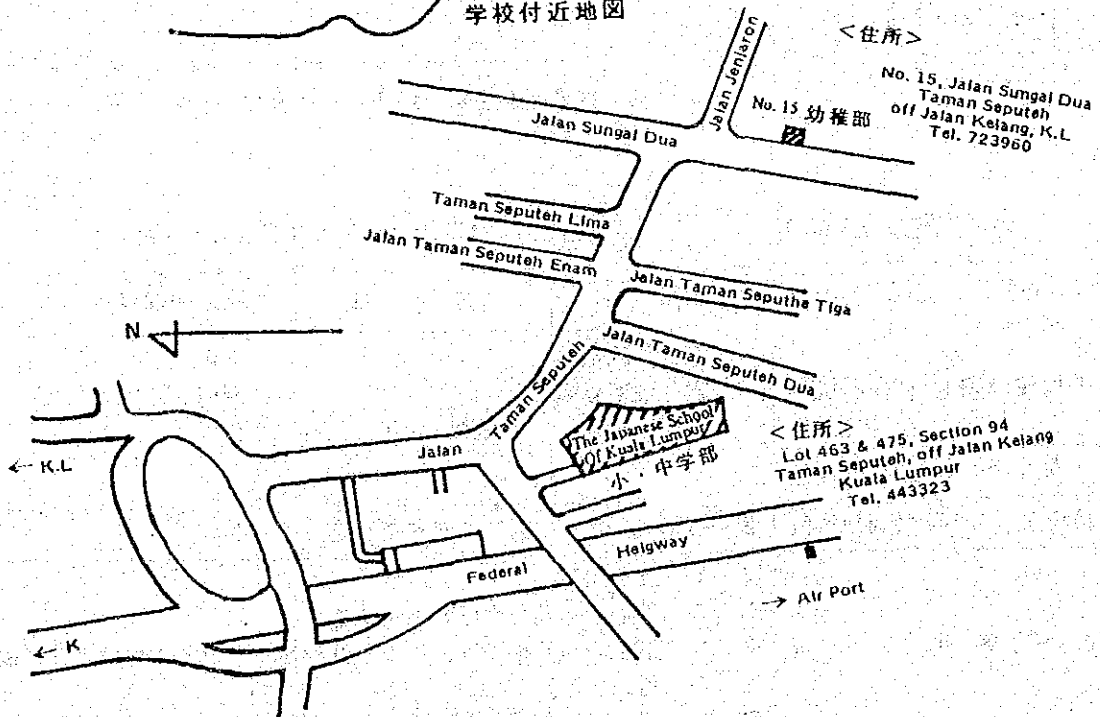 学校付近地図
<住所>
No. 15, Jalan Sungal Dua
Taman Seputeh
off Jalan Kelang, K.L
Tel. 723960
Jalan Jenlaron
No. 15 幼稚部
Jalan Sungal Dua
Taman Seputeh Lima
Jalan Taman Seputeh Enam
Jalan Taman Seputhe Tiga
N
Jalan Taman Seputeh Dua
Jalan Taman Seputeh
The Japanese School
Of Kuala Lumpur
小・中学部
<住所>
Lot 463 & 475, Section 94
Taman Seputeh, off Jalan Kelang
Kuala Lumpur
Tel. 443323
← K.L
Federal Heigway
→ Air Port
← K